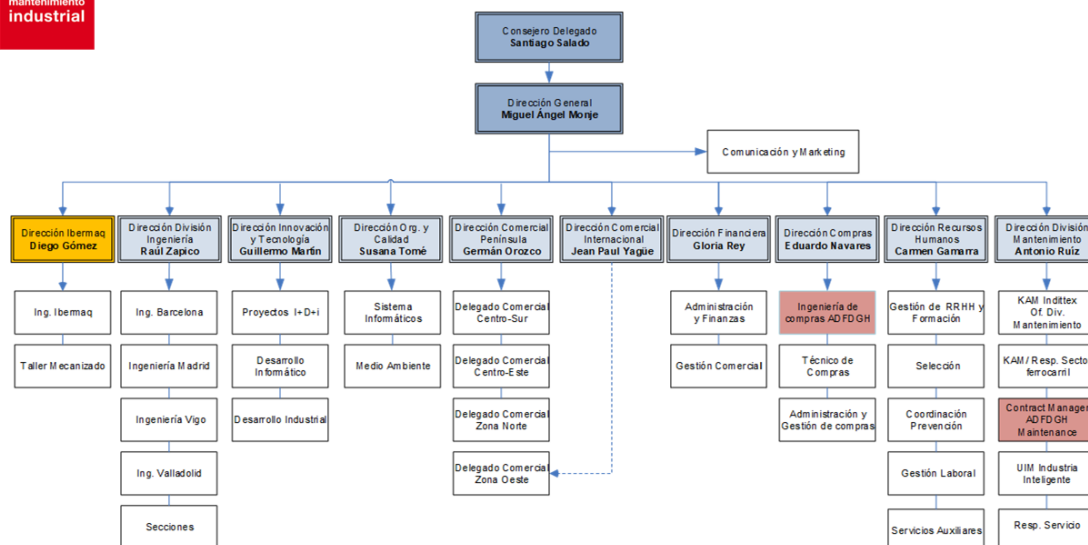 mantenimiento
industrial
Consejero Delegado
Santiago Salado
Dirección General
Miguel Ángel Monje
Comunicación y Marketing
Dirección Ibermaq
Diego Gómez
Dirección División
Ingeniería
Raúl Zapico
Dirección Innovación
y Tecnología
Guillermo Martin
Dirección Org. y
Calidad
Susana Tomé
Dirección Comercial
Península
Germán Orozco
Dirección Comercial
Internacional
Jean Paul Yagüe
Dirección Financiera
Gloria Rey
Dirección Compras
Eduardo Navares
Dirección Recursos
Humanos
Carmen Gamarra
Dirección División
Mantenimiento
Antonio Ruíz
Ing. Ibermaq
Taller Mecanizado
Ing. Barcelona
Ingeniería Madrid
Ingeniería Vigo
Ing. Valladolid
Secciones
Proyectos I+D+i
Desarrollo
Informático
Desarrollo Industrial
Sistema
Informáticos
Medio Ambiente
Delegado Comercial
Centro-Sur
Delegado Comercial
Centro-Este
Delegado Comercial
Zona Norte
Delegado Comercial
Zona Oeste
Administración
y Finanzas
Gestión Comercial
Ingeniería de
compras ADFDGH
Técnico de
Compras
Administración y
Gestión de compras
Gestión de RRHH y
Formación
Selección
Coordinación
Prevención
Gestión Laboral
Servicios Auxiliares
KAM Indittex
Of. Div.
Mantenimiento
KAM/ Resp. Secto
ferrocarril
Contract Manager
ADFDGH
Maintenance
UIM Industria
Inteligente
Resp. Servicio